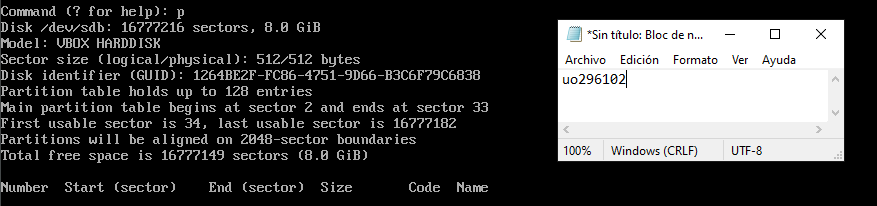 Command (? for help): p
Disk /dev/sdb: 16777216 sectors, 8.0 GiB
Model: VBOX HARDDISK
Sector size (logical/physical): 512/512 bytes
Disk identifier (GUID): 1264BE2F-FC86-4751-9D66-B3C6F79C6838
Partition table holds up to 128 entries
Main partition table begins at sector 2 and ends at sector 33
First usable sector is 34, last usable sector is 16777182
Partitions will be aligned on 2048-sector boundaries
Total free space is 16777149 sectors (8.0 GiB)
Number  Start (sector)    End (sector)  Size       Code  Name
*Sin título: Bloc de n...
Archivo Edición Formato Ver Ayuda
uo296102
100% Windows (CRLF) UTF-8